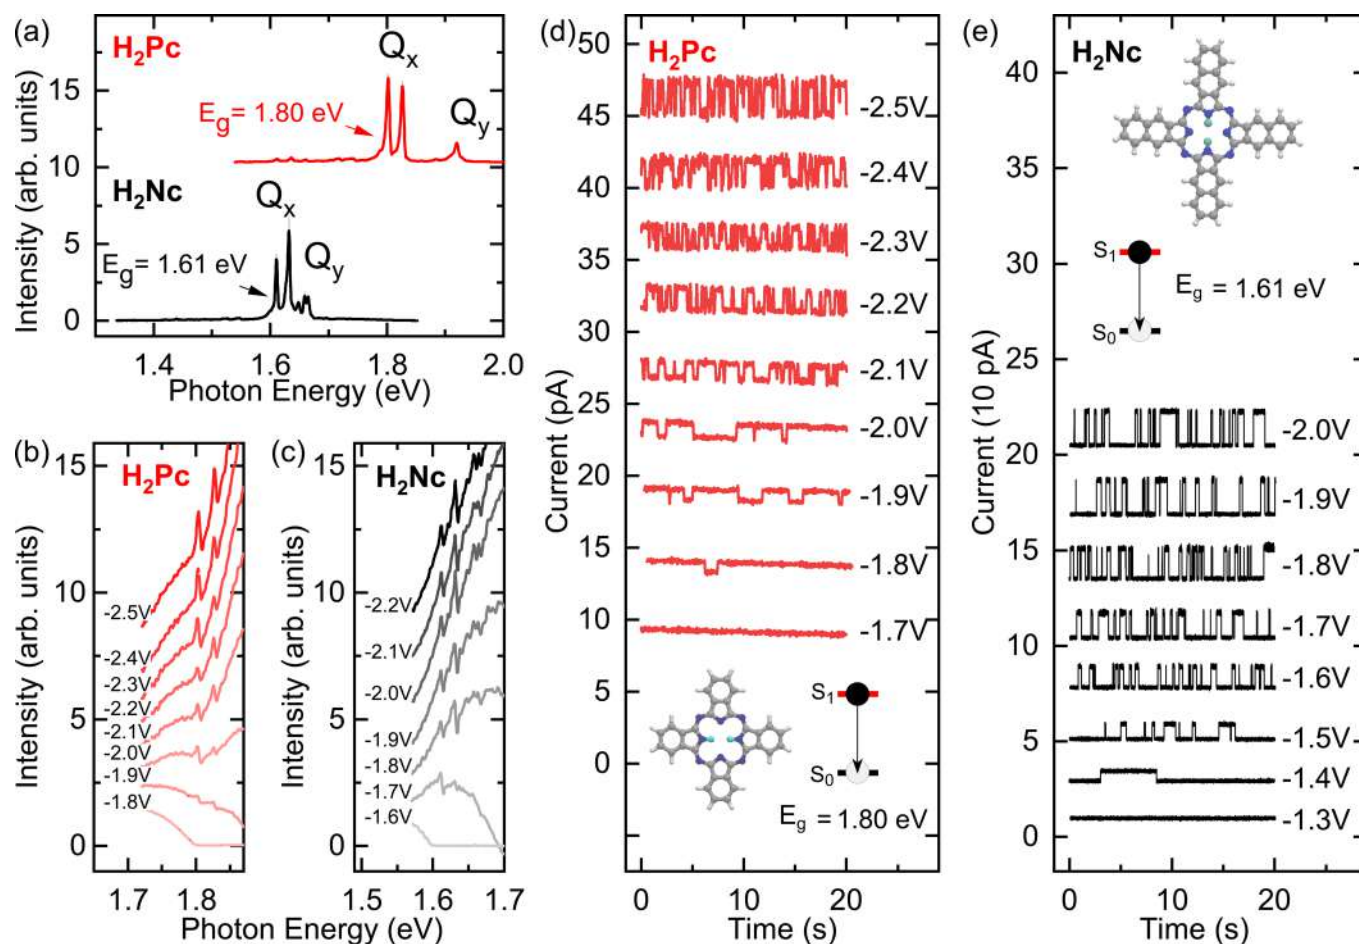 (a)
H2Pc
Qx
Eg = 1.80 eV
Qy
H2Nc
Qx
Eg = 1.61 eV
Qy
Intensity (arb. units)
15
10
5
0
1.4
1.6
1.8
2.0
Photon Energy (eV)
(b)
H2Pc
-2.5V
-2.4V
-2.3V
-2.2V
-2.1V
-2.0V
-1.9V
-1.8V
Intensity (arb. units)
15
10
5
0
1.7
1.8
Photon Energy (eV)
(c)
H2Nc
-2.2V
-2.1V
-2.0V
-1.9V
-1.8V
-1.7V
-1.6V
Intensity (arb. units)
15
10
5
0
1.5
1.6
1.7
Photon Energy (eV)
(d)
H2Pc
-2.5V
-2.4V
-2.3V
-2.2V
-2.1V
-2.0V
-1.9V
-1.8V
-1.7V
S1
S0
Eg = 1.80 eV
Current (pA)
50
45
40
35
30
25
20
15
10
5
0
0
10
20
Time (s)
(e)
H2Nc
S1
Eg = 1.61 eV
S0
-2.0V
-1.9V
-1.8V
-1.7V
-1.6V
-1.5V
-1.4V
-1.3V
Current (10 pA)
40
35
30
25
20
15
10
5
0
0
10
20
Time (s)